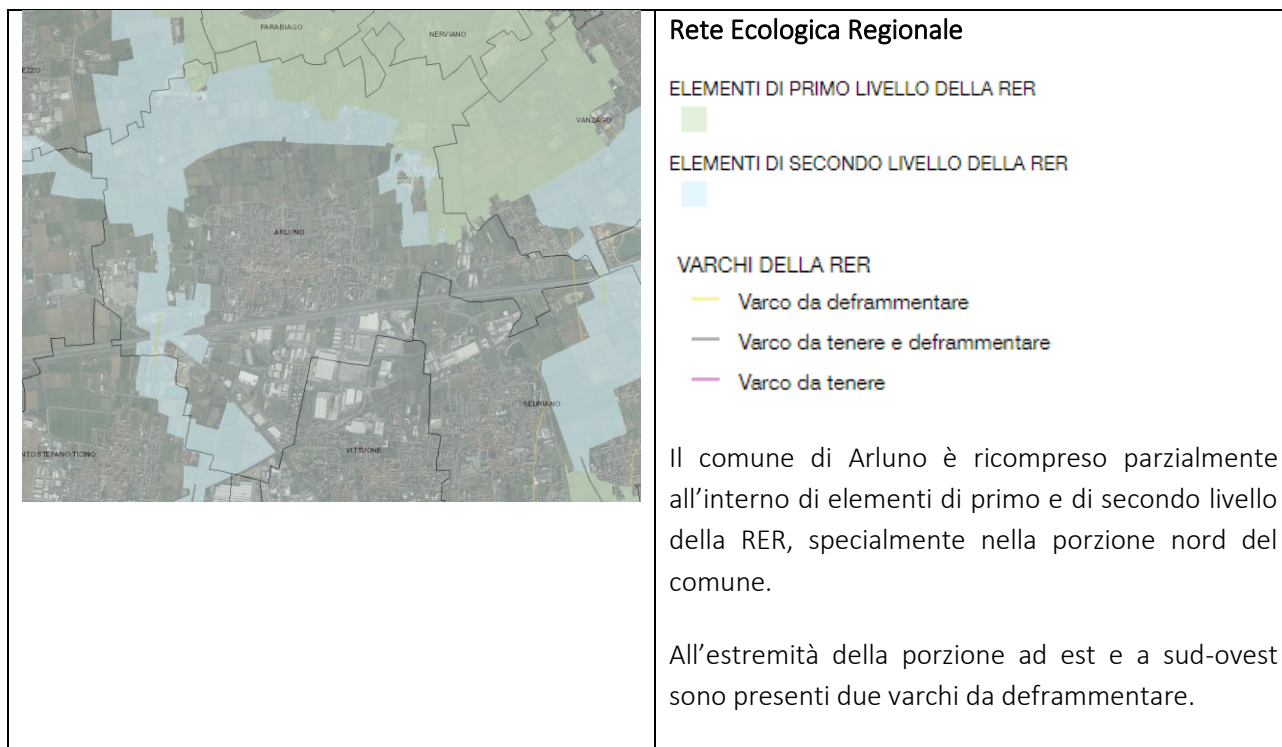 PARABIAGO
NERVIANO
VANZAGO
ARLUNO
SEDRIANO
VITTUONE
NTO STEFANO TICINO
Rete Ecologica Regionale
ELEMENTI DI PRIMO LIVELLO DELLA RER
ELEMENTI DI SECONDO LIVELLO DELLA RER
VARCHI DELLA RER
Varco da deframmentare
Varco da tenere e deframmentare
Varco da tenere
Il comune di Arluno è ricompreso parzialmente
all’interno di elementi di primo e di secondo livello
della RER, specialmente nella porzione nord del
comune.
All’estremità della porzione ad est e a sud-ovest
sono presenti due varchi da deframmentare.